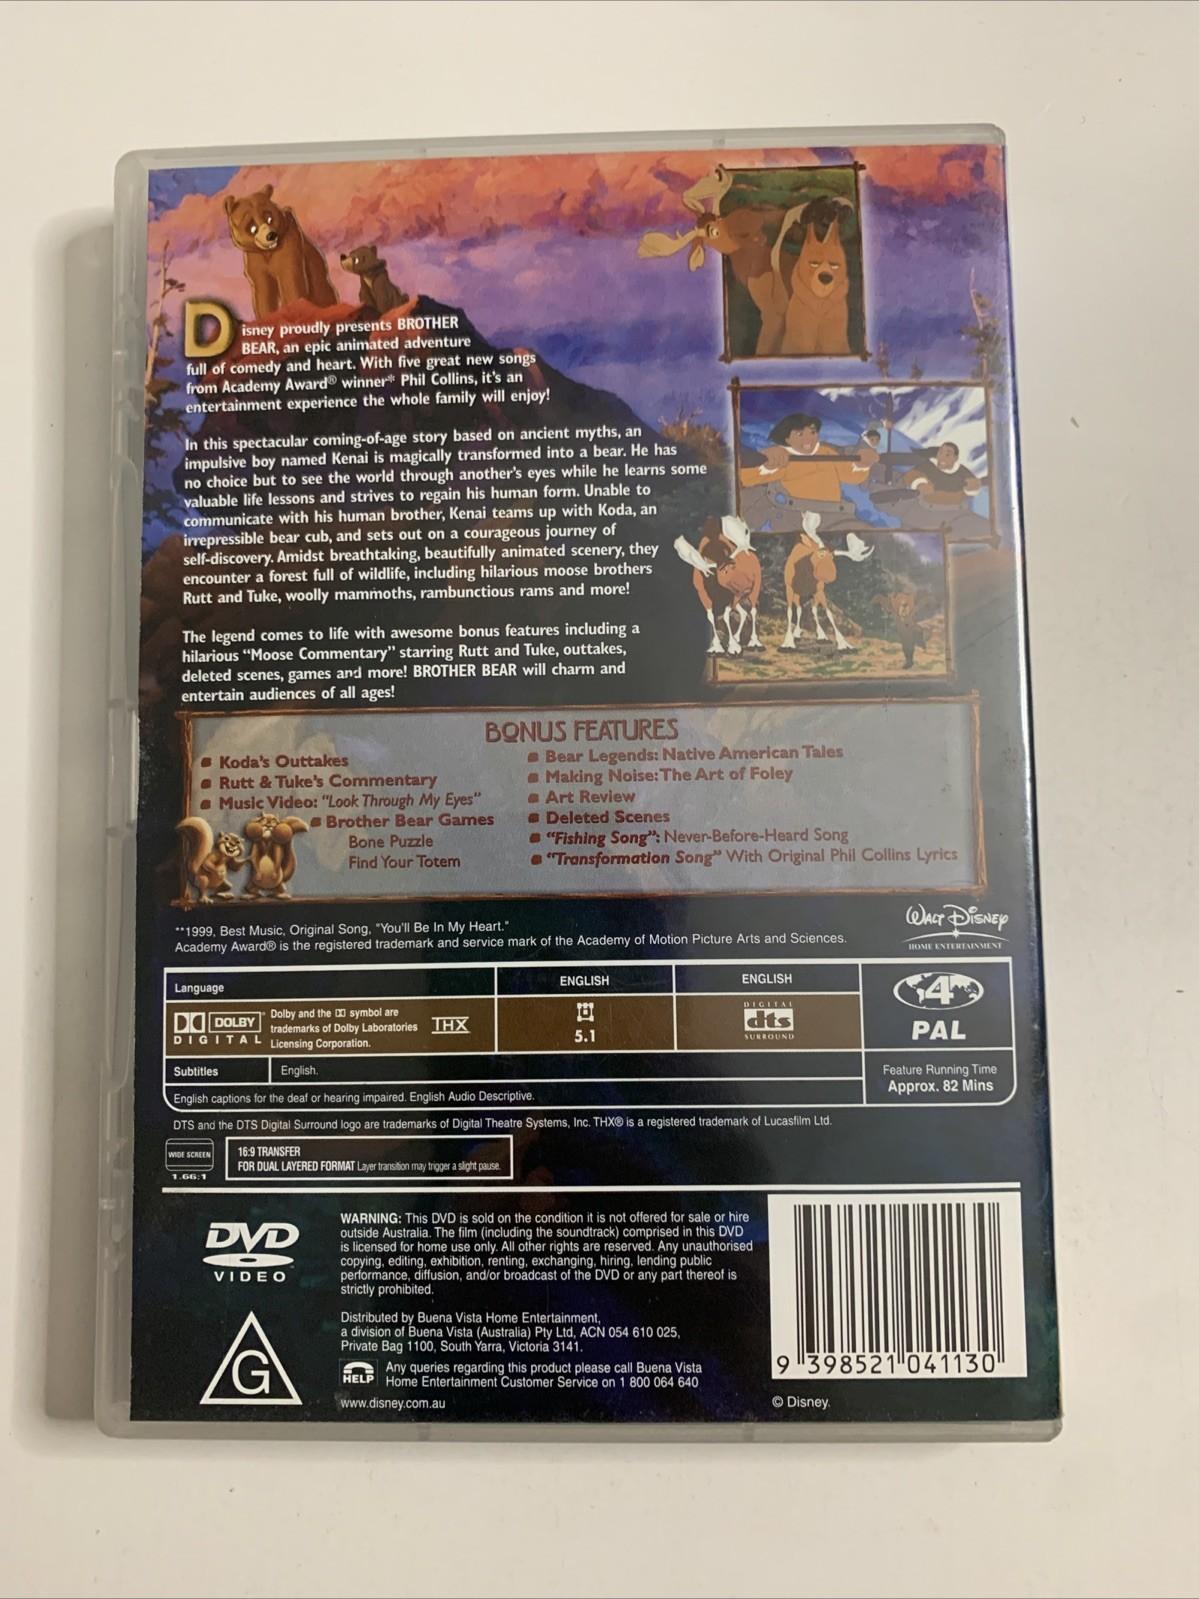 Disney proudly presents BROTHER
BEAR, an epic animated adventure
full of comedy and heart. With five great new songs
from Academy Award® winner* Phil Collins, it's an
entertainment experience the whole family will enjoy!
In this spectacular coming-of-age story based on ancient myths, an
impulsive boy named Kenai is magically transformed into a bear. He has
no choice but to see the world through another's eyes while he learns some
valuable life lessons and strives to regain his human form. Unable to
communicate with his human brother, Kenai teams up with Koda, an
irrepressible bear cub, and sets out on a courageous journey of
self-discovery. Amidst breathtaking, beautifully animated scenery, they
encounter a forest full of wildlife, including hilarious moose brothers
Rutt and Tuke, woolly mammoths, rambunctious rams and more!
The legend comes to life with awesome bonus features including a
hilarious "Moose Commentary" starring Rutt and Tuke, outtakes,
deleted scenes, games and more! BROTHER BEAR will charm and
entertain audiences of all ages!
BONUS FEATURES
Koda's Outtakes
Rutt & Tuke's Commentary
Music Video: "Look Through My Eyes"
Brother Bear Games
Bone Puzzle
Find Your Totem
Bear Legends: Native American Tales
Making Noise: The Art of Foley
Art Review
Deleted Scenes
"Fishing Song": Never-Before-Heard Song
"Transformation Song" With Original Phil Collins Lyrics
**1999, Best Music, Original Song, "You'll Be In My Heart."
Academy Award® is the registered trademark and service mark of the Academy of Motion Picture Arts and Sciences.
WALT DISNEY
HOME ENTERTAINMENT
Language
ENGLISH
ENGLISH
DOLBY
DIGITAL
Dolby and the DD symbol are
trademarks of Dolby Laboratories
Licensing Corporation.
THX
5.1
DIGITAL
dts
SURROUND
4
PAL
Subtitles
English.
Feature Running Time
Approx. 82 Mins
English captions for the deaf or hearing impaired. English Audio Descriptive.
DTS and the DTS Digital Surround logo are trademarks of Digital Theatre Systems, Inc. THX® is a registered trademark of Lucasfilm Ltd.
WIDE SCREEN
1.66:1
16:9 TRANSFER
FOR DUAL LAYERED FORMAT Layer transition may trigger a slight pause.
DVD
VIDEO
WARNING: This DVD is sold on the condition it is not offered for sale or hire
outside Australia. The film (including the soundtrack) comprised in this DVD
is licensed for home use only. All other rights are reserved. Any unauthorised
copying, editing, exhibition, renting, exchanging, hiring, lending public
performance, diffusion, and/or broadcast of the DVD or any part thereof is
strictly prohibited.
Distributed by Buena Vista Home Entertainment,
a division of Buena Vista (Australia) Pty Ltd, ACN 054 610 025,
Private Bag 1100, South Yarra, Victoria 3141.
HELP
Any queries regarding this product please call Buena Vista
Home Entertainment Customer Service on 1 800 064 640
www.disney.com.au
G
9 398521 041130
© Disney.